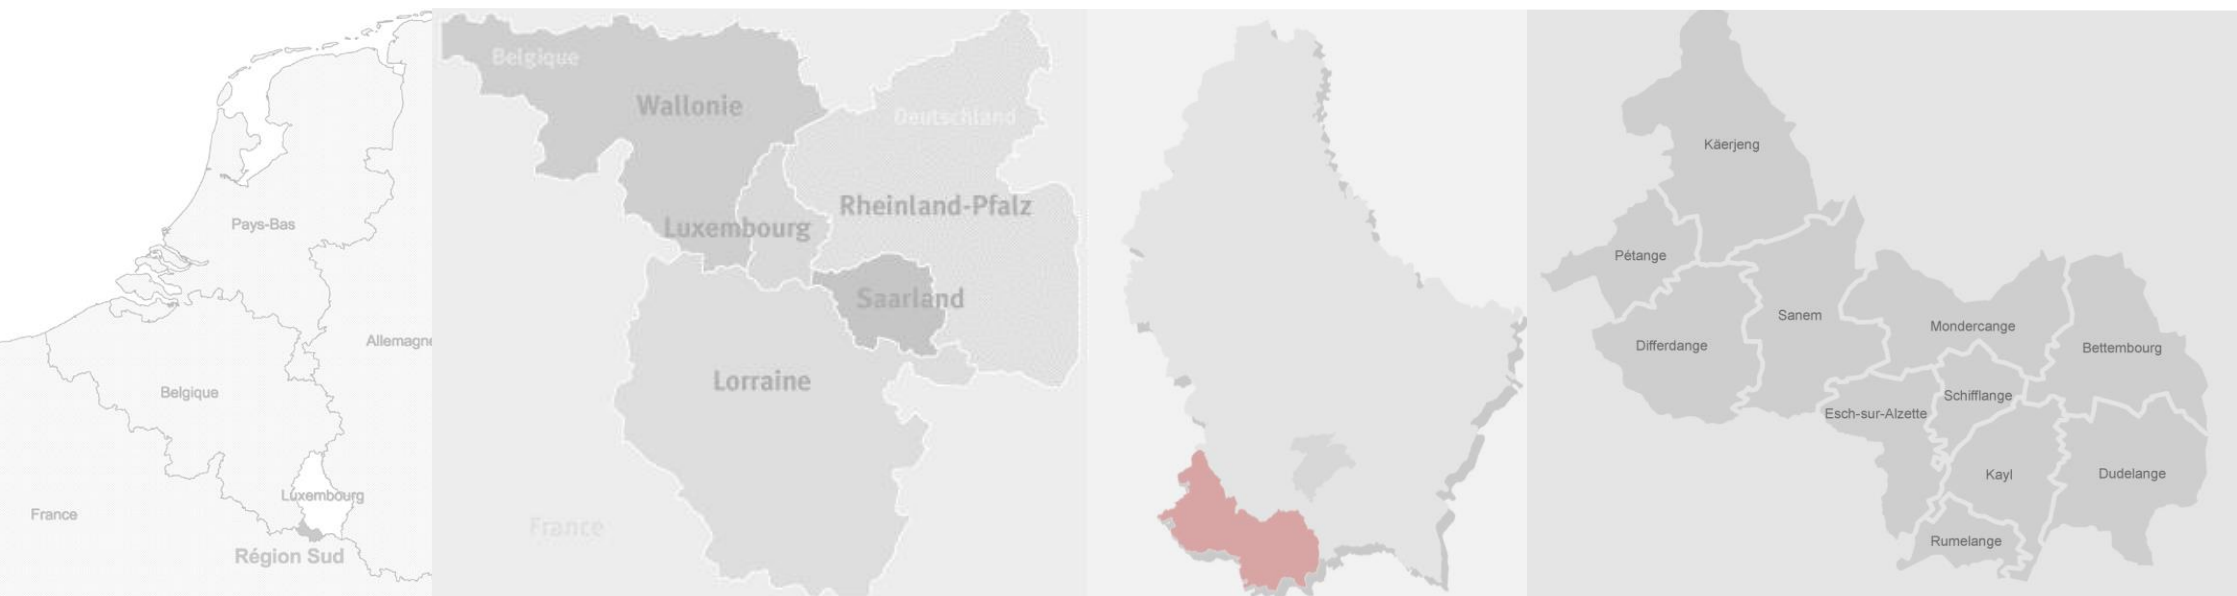 Pays-Bas
Allemagne
Belgique
Luxembourg
France
Région Sud
Belgique
Wallonie
Deutschland
Rheinland-Pfalz
Luxembourg
Saarland
Lorraine
France
Käerjeng
Pétange
Sanem
Mondercange
Differdange
Bettembourg
Schifflange
Esch-sur-Alzette
Kayl
Dudelange
Rumelange